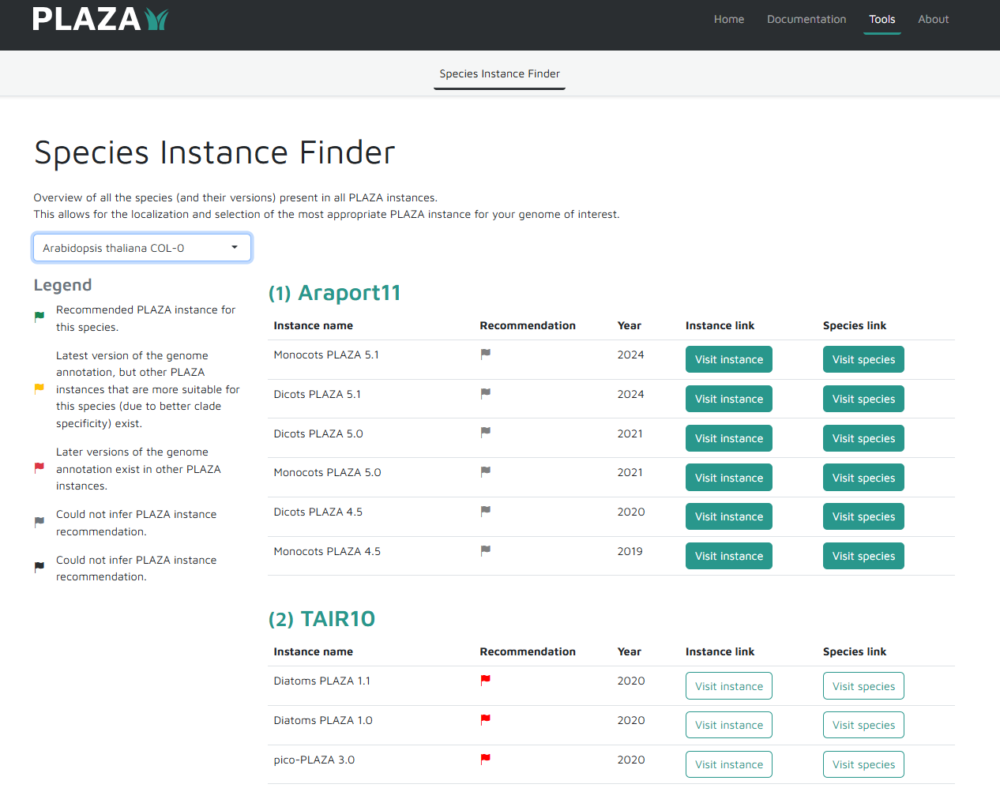 PLAZA
Home Documentation Tools About
Species Instance Finder
Species Instance Finder
Overview of all the species (and their versions) present in all PLAZA instances.
This allows for the localization and selection of the most appropriate PLAZA instance for your genome of interest.
Arabidopsis thaliana COL-0
Legend
Recommended PLAZA instance for
this species.
Latest version of the genome
annotation, but other PLAZA
instances that are more suitable for
this species (due to better clade
specificity) exist.
Later versions of the genome
annotation exist in other PLAZA
instances.
Could not infer PLAZA instance
recommendation.
Could not infer PLAZA instance
recommendation.
(1) Araport11
Instance name Recommendation Year Instance link Species link
Monocots PLAZA 5.1 2024 Visit instance Visit species
Dicots PLAZA 5.1 2024 Visit instance Visit species
Dicots PLAZA 5.0 2021 Visit instance Visit species
Monocots PLAZA 5.0 2021 Visit instance Visit species
Dicots PLAZA 4.5 2020 Visit instance Visit species
Monocots PLAZA 4.5 2019 Visit instance Visit species
(2) TAIR10
Instance name Recommendation Year Instance link Species link
Diatoms PLAZA 1.1 2020 Visit instance Visit species
Diatoms PLAZA 1.0 2020 Visit instance Visit species
pico-PLAZA 3.0 2020 Visit instance Visit species